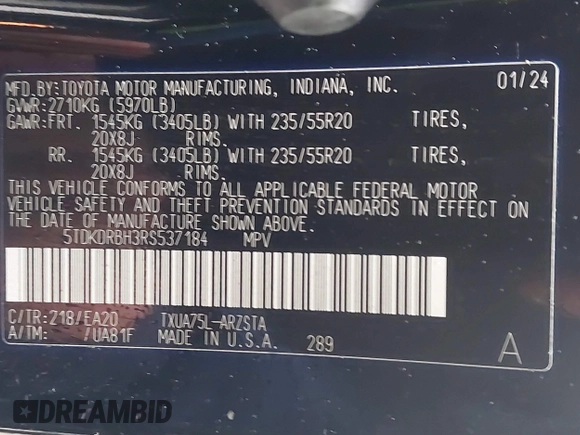 MFD.BY:TOYOTA MOTOR MANUFACTURING, INDIANA, INC. 01/24
GVWR:2710KG (5970LB)
GAWR:FRT. 1545KG (3405LB) WITH 235/55R20 TIRES,
20X8J RIMS.
RR. 1545KG (3405LB) WITH 235/55R20 TIRES,
20X8J RIMS.
THIS VEHICLE CONFORMS TO ALL APPLICABLE FEDERAL MOTOR
VEHICLE SAFETY AND THEFT PREVENTION STANDARDS IN EFFECT ON
THE DATE OF MANUFACTURE SHOWN ABOVE.
5TDKDRBH3RS537184 MPV
C/TR:218/EA20 TXUA75L-ARZSTA
A/TM: /UA81F MADE IN U.S.A. 289 A
DREAMBID